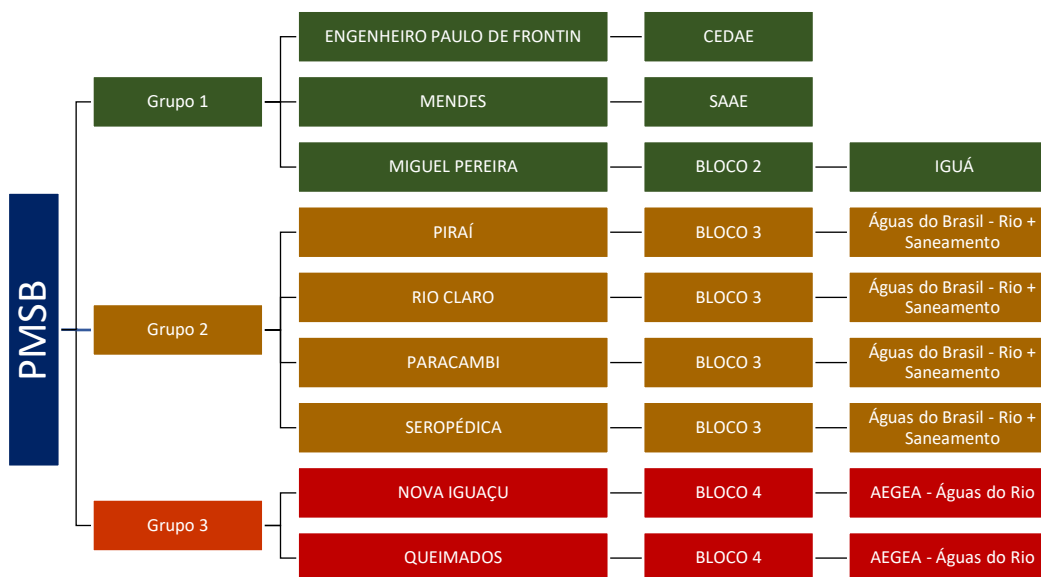 PMSB
Grupo 1
ENGENHEIRO PAULO DE FRONTIN
CEDAE
MENDES
SAAE
MIGUEL PEREIRA
BLOCO 2
IGUÁ
Grupo 2
PIRAÍ
BLOCO 3
Águas do Brasil - Rio +
Saneamento
RIO CLARO
BLOCO 3
Águas do Brasil - Rio +
Saneamento
PARACAMBI
BLOCO 3
Águas do Brasil - Rio +
Saneamento
SEROPÉDICA
BLOCO 3
Águas do Brasil - Rio +
Saneamento
Grupo 3
NOVA IGUAÇU
BLOCO 4
AEGEA - Águas do Rio
QUEIMADOS
BLOCO 4
AEGEA - Águas do Rio